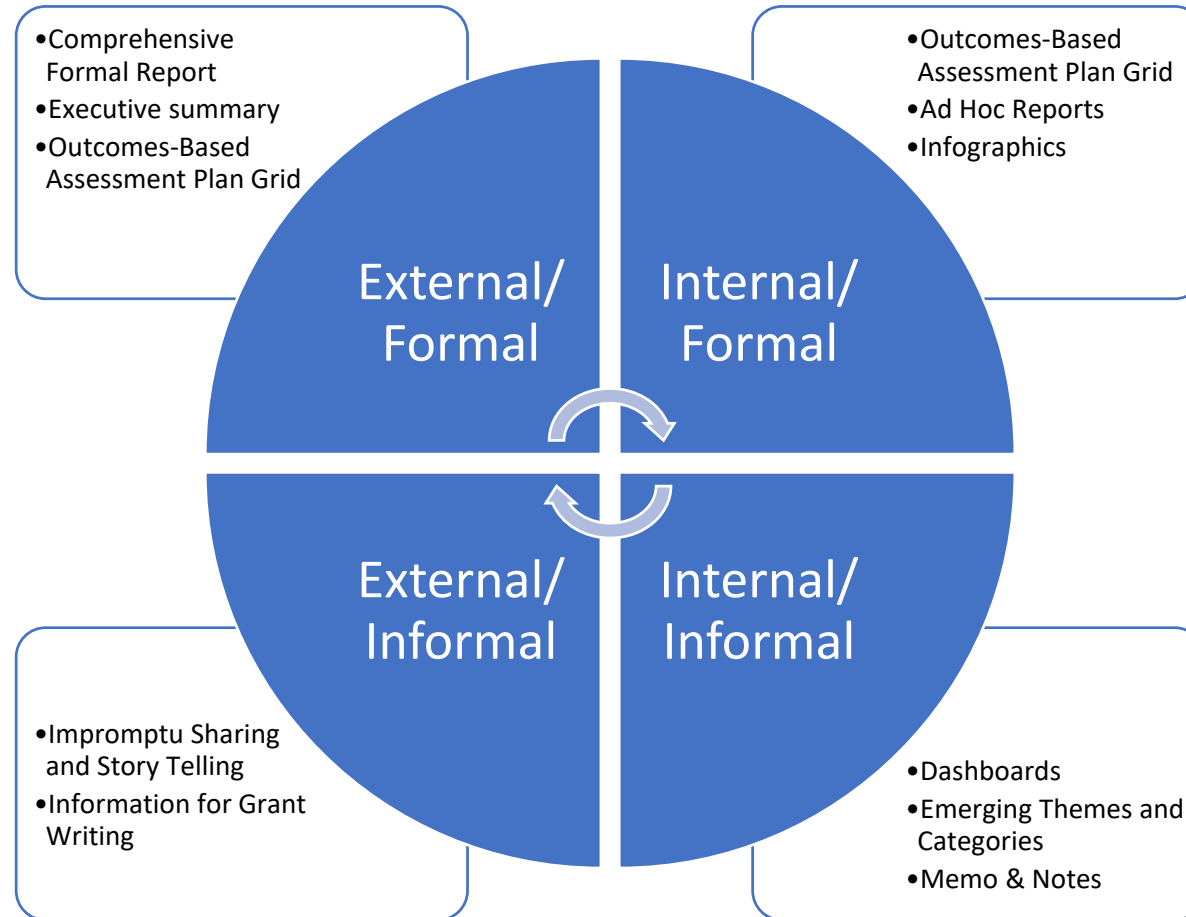 •Comprehensive
Formal Report
•Executive summary
•Outcomes-Based
Assessment Plan Grid
•Outcomes-Based
Assessment Plan Grid
•Ad Hoc Reports
•Infographics
External/
Formal
Internal/
Formal
External/
Informal
Internal/
Informal
•Impromptu Sharing
and Story Telling
•Information for Grant
Writing
•Dashboards
•Emerging Themes and
Categories
•Memo & Notes